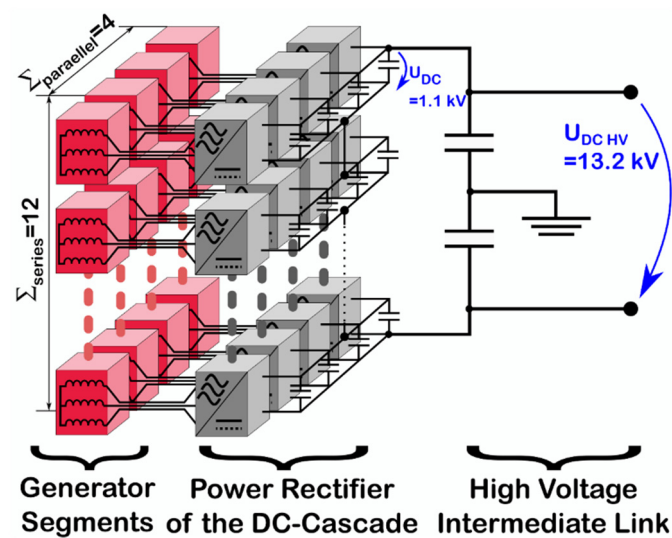 Σparaellel=4
UDC
=1.1 kV
UDC HV
=13.2 kV
Σseries=12
Generator
Segments
Power Rectifier
of the DC-Cascade
High Voltage
Intermediate Link